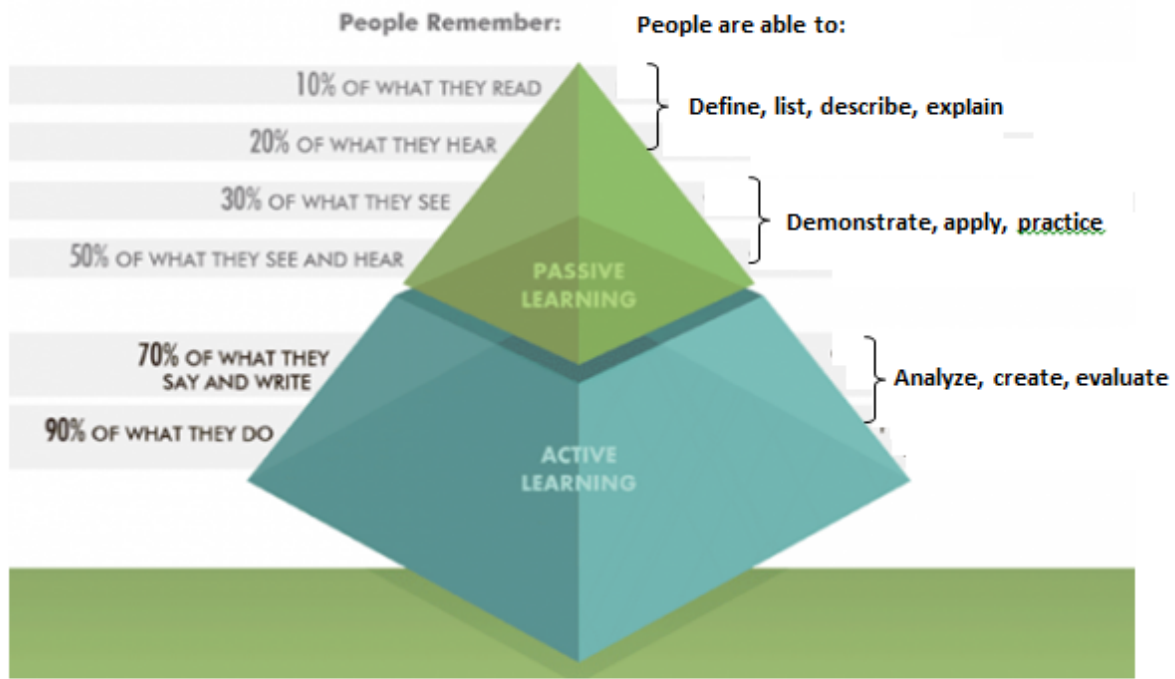 People Remember:
People are able to:
10% OF WHAT THEY READ
Define, list, describe, explain
20% OF WHAT THEY HEAR
30% OF WHAT THEY SEE
Demonstrate, apply, practice
50% OF WHAT THEY SEE AND HEAR
PASSIVE
LEARNING
70% OF WHAT THEY
SAY AND WRITE
Analyze, create, evaluate
90% OF WHAT THEY DO
ACTIVE
LEARNING